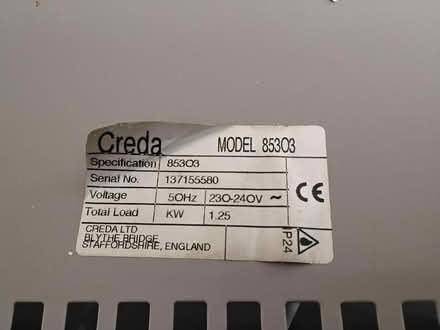 Creda MODEL 85303
Specification 85303
Serial No. 137155580
Voltage 50Hz 230-240V ~
Total Load KW 1.25
CREDA LTD
BLYTHE BRIDGE
STAFFORDSHIRE, ENGLAND
CE
IP24